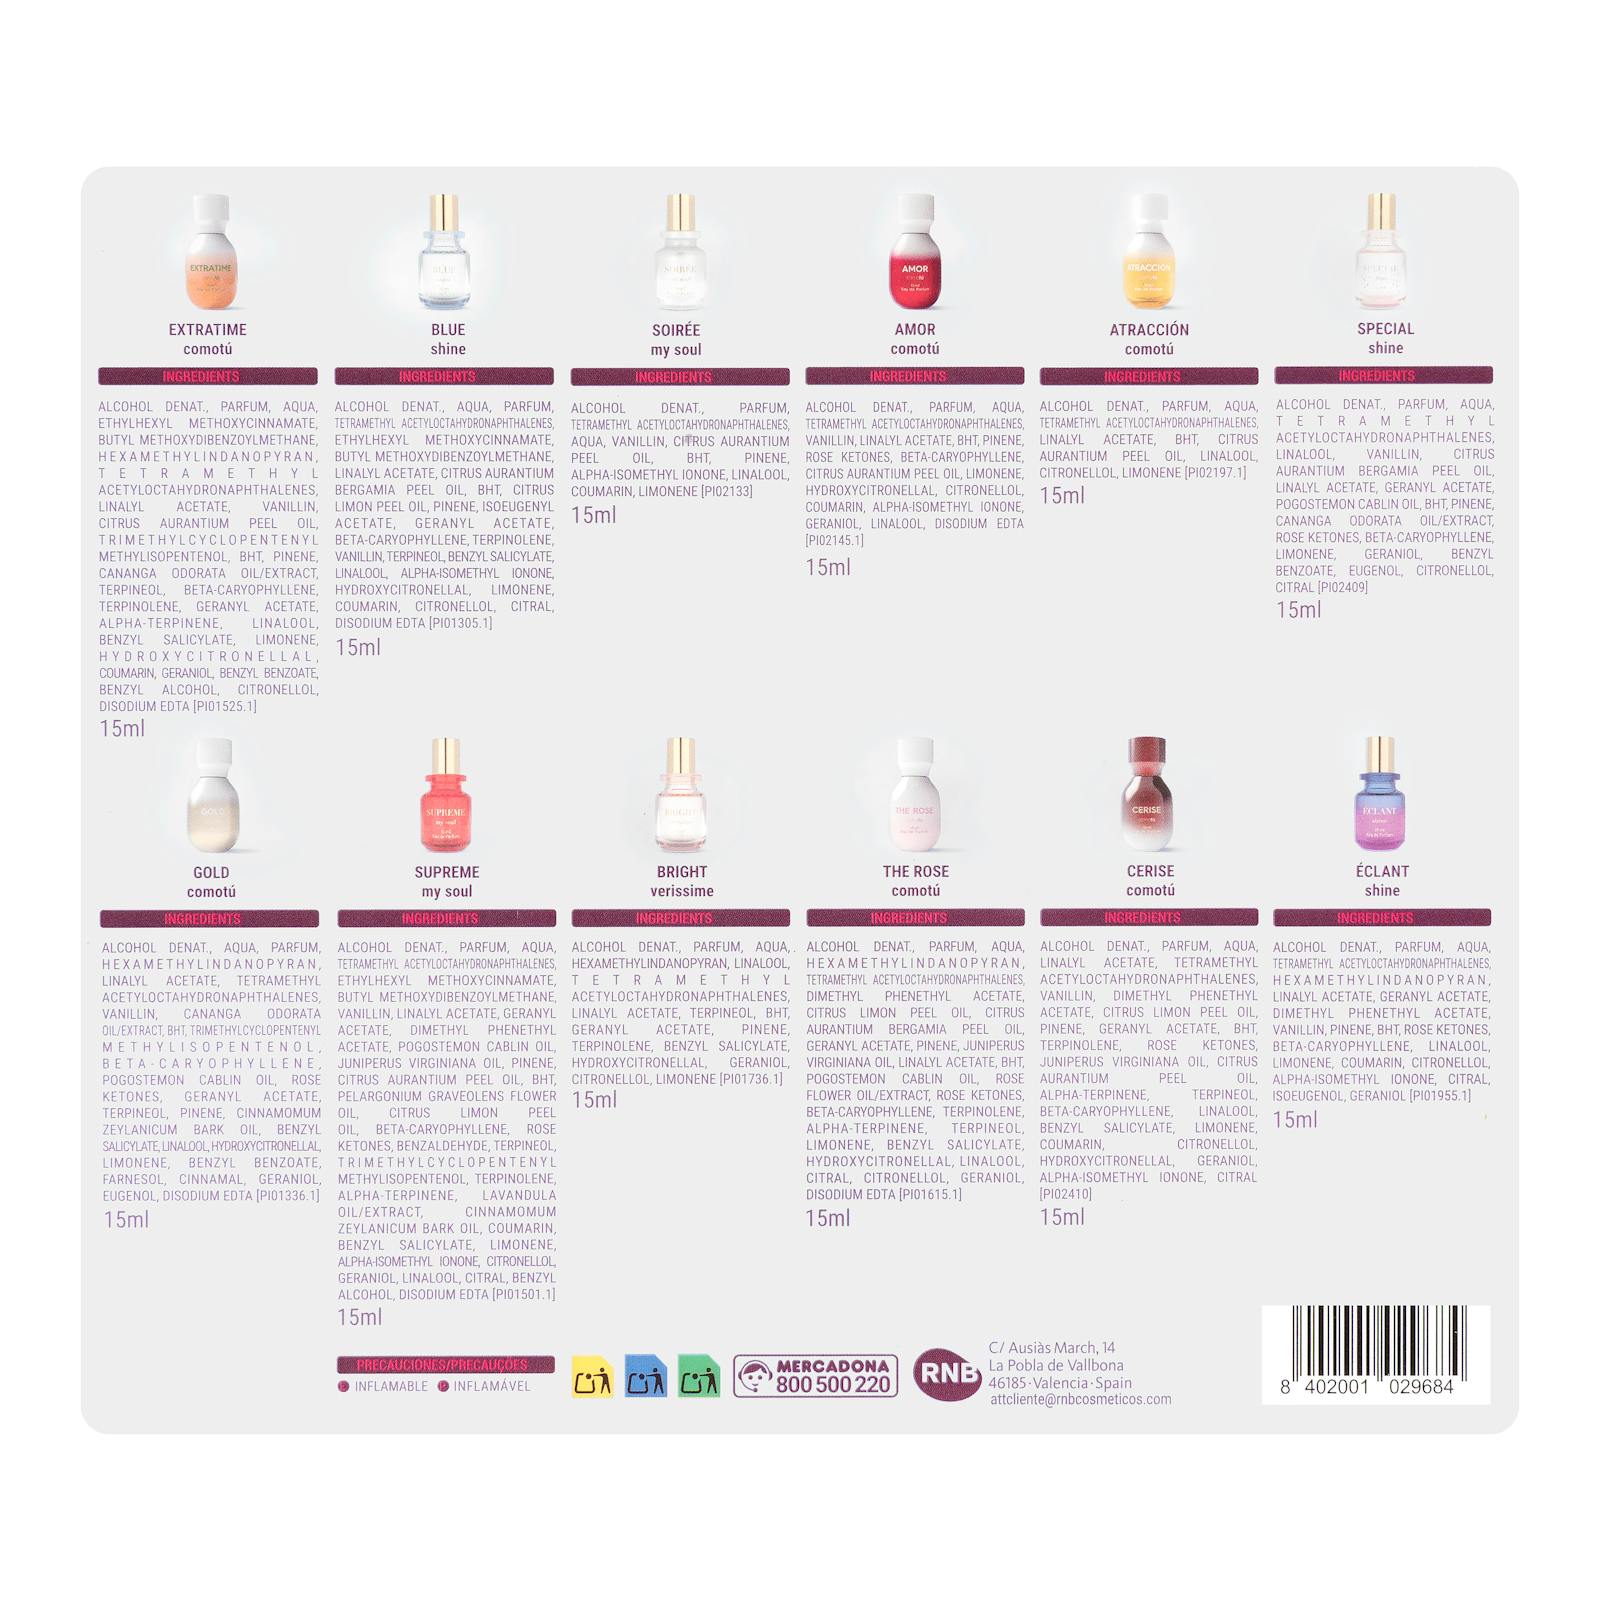 EXTRATIME
comotú
INGREDIENTS
ALCOHOL DENAT., PARFUM, AQUA,
ETHYLHEXYL METHOXYCINNAMATE,
BUTYL METHOXYDIBENZOYLMETHANE,
HEXAMETHYLINDANOPYRAN,
TETRAMETHYL
ACETYLOCTAHYDRONAPHTHALENES,
LINALYL ACETATE, VANILLIN,
CITRUS AURANTIUM PEEL OIL,
TRIMETHYLCYCLOPENTENYL
METHYLISOPENTENOL, BHT, PINENE,
CANANGA ODORATA OIL/EXTRACT,
TERPINEOL, BETA-CARYOPHYLLENE,
TERPINOLENE, GERANYL ACETATE,
ALPHA-TERPINENE, LINALOOL,
BENZYL SALICYLATE, LIMONENE,
HYDROXYCITRONELLAL,
COUMARIN, GERANIOL, BENZYL BENZOATE,
BENZYL ALCOHOL, CITRONELLOL,
DISODIUM EDTA [PI01525.1]
15ml
BLUE
shine
INGREDIENTS
ALCOHOL DENAT., AQUA, PARFUM,
TETRAMETHYL ACETYLOCTAHYDRONAPHTHALENES,
ETHYLHEXYL METHOXYCINNAMATE,
BUTYL METHOXYDIBENZOYLMETHANE,
LINALYL ACETATE, CITRUS AURANTIUM
BERGAMIA PEEL OIL, BHT, CITRUS
LIMON PEEL OIL, PINENE, ISOEUGENYL
ACETATE, GERANYL ACETATE,
BETA-CARYOPHYLLENE, TERPINOLENE,
VANILLIN, TERPINEOL, BENZYL SALICYLATE,
LINALOOL, ALPHA-ISOMETHYL IONONE,
HYDROXYCITRONELLAL, LIMONENE,
COUMARIN, CITRONELLOL, CITRAL,
DISODIUM EDTA [PI01305.1]
15ml
SOIRÉE
my soul
INGREDIENTS
ALCOHOL DENAT., PARFUM,
TETRAMETHYL ACETYLOCTAHYDRONAPHTHALENES,
AQUA, VANILLIN, CITRUS AURANTIUM
PEEL OIL, BHT, PINENE,
ALPHA-ISOMETHYL IONONE, LINALOOL,
COUMARIN, LIMONENE [PI02133]
15ml
AMOR
AMOR
comotú
INGREDIENTS
ALCOHOL DENAT., PARFUM, AQUA,
TETRAMETHYL ACETYLOCTAHYDRONAPHTHALENES,
VANILLIN, LINALYL ACETATE, BHT, PINENE,
ROSE KETONES, BETA-CARYOPHYLLENE,
CITRUS AURANTIUM PEEL OIL, LIMONENE,
HYDROXYCITRONELLAL, CITRONELLOL,
COUMARIN, ALPHA-ISOMETHYL IONONE,
GERANIOL, LINALOOL, DISODIUM EDTA
[PI02145.1]
15ml
ATRACCIÓN
comotú
INGREDIENTS
ALCOHOL DENAT., PARFUM, AQUA,
TETRAMETHYL ACETYLOCTAHYDRONAPHTHALENES,
LINALYL ACETATE, BHT, CITRUS
AURANTIUM PEEL OIL, LINALOOL,
CITRONELLOL, LIMONENE [PI02197.1]
15ml
SPECIAL
shine
INGREDIENTS
ALCOHOL DENAT., PARFUM, AQUA,
TETRAMETHYL
ACETYLOCTAHYDRONAPHTHALENES,
LINALOOL, VANILLIN, CITRUS
AURANTIUM BERGAMIA PEEL OIL,
LINALYL ACETATE, GERANYL ACETATE,
POGOSTEMON CABLIN OIL, BHT, PINENE,
CANANGA ODORATA OIL/EXTRACT,
ROSE KETONES, BETA-CARYOPHYLLENE,
LIMONENE, GERANIOL, BENZYL
BENZOATE, EUGENOL, CITRONELLOL,
CITRAL [PI02409]
15ml
GOLD
comotú
INGREDIENTS
ALCOHOL DENAT., AQUA, PARFUM,
HEXAMETHYLINDANOPYRAN,
LINALYL ACETATE, TETRAMETHYL
ACETYLOCTAHYDRONAPHTHALENES,
VANILLIN, CANANGA ODORATA
OIL/EXTRACT, BHT, TRIMETHYLCYCLOPENTENYL
METHYLISOPENTENOL,
BETA-CARYOPHYLLENE,
POGOSTEMON CABLIN OIL, ROSE
KETONES, GERANYL ACETATE,
TERPINEOL, PINENE, CINNAMOMUM
ZEYLANICUM BARK OIL, BENZYL
SALICYLATE, LINALOOL, HYDROXYCITRONELLAL,
LIMONENE, BENZYL BENZOATE,
FARNESOL, CINNAMAL, GERANIOL,
EUGENOL, DISODIUM EDTA [PI01336.1]
15ml
SUPREME
my soul
SUPREME
my soul
INGREDIENTS
ALCOHOL DENAT., PARFUM, AQUA,
TETRAMETHYL ACETYLOCTAHYDRONAPHTHALENES,
ETHYLHEXYL METHOXYCINNAMATE,
BUTYL METHOXYDIBENZOYLMETHANE,
VANILLIN, LINALYL ACETATE, GERANYL
ACETATE, DIMETHYL PHENETHYL
ACETATE, POGOSTEMON CABLIN OIL,
JUNIPERUS VIRGINIANA OIL, PINENE,
CITRUS AURANTIUM PEEL OIL, BHT,
PELARGONIUM GRAVEOLENS FLOWER
OIL, CITRUS LIMON PEEL
OIL, BETA-CARYOPHYLLENE, ROSE
KETONES, BENZALDEHYDE, TERPINEOL,
TRIMETHYLCYCLOPENTENYL
METHYLISOPENTENOL, TERPINOLENE,
ALPHA-TERPINENE, LAVANDULA
OIL/EXTRACT, CINNAMOMUM
ZEYLANICUM BARK OIL, COUMARIN,
BENZYL SALICYLATE, LIMONENE,
ALPHA-ISOMETHYL IONONE, CITRONELLOL,
GERANIOL, LINALOOL, CITRAL, BENZYL
ALCOHOL, DISODIUM EDTA [PI01501.1]
15ml
BRIGHT
verissime
INGREDIENTS
ALCOHOL DENAT., PARFUM, AQUA,
HEXAMETHYLINDANOPYRAN, LINALOOL,
TETRAMETHYL
ACETYLOCTAHYDRONAPHTHALENES,
LINALYL ACETATE, TERPINEOL, BHT,
GERANYL ACETATE, PINENE,
TERPINOLENE, BENZYL SALICYLATE,
HYDROXYCITRONELLAL, GERANIOL,
CITRONELLOL, LIMONENE [PI01736.1]
15ml
THE ROSE
THE ROSE
comotú
INGREDIENTS
ALCOHOL DENAT., PARFUM, AQUA,
HEXAMETHYLINDANOPYRAN,
TETRAMETHYL ACETYLOCTAHYDRONAPHTHALENES,
DIMETHYL PHENETHYL ACETATE,
CITRUS LIMON PEEL OIL, CITRUS
AURANTIUM BERGAMIA PEEL OIL,
GERANYL ACETATE, PINENE, JUNIPERUS
VIRGINIANA OIL, LINALYL ACETATE, BHT,
POGOSTEMON CABLIN OIL, ROSE
FLOWER OIL/EXTRACT, ROSE KETONES,
BETA-CARYOPHYLLENE, TERPINOLENE,
ALPHA-TERPINENE, TERPINEOL,
LIMONENE, BENZYL SALICYLATE,
HYDROXYCITRONELLAL, LINALOOL,
CITRAL, CITRONELLOL, GERANIOL,
DISODIUM EDTA [PI01615.1]
15ml
CERISE
CERISE
comotú
INGREDIENTS
ALCOHOL DENAT., PARFUM, AQUA,
LINALYL ACETATE, TETRAMETHYL
ACETYLOCTAHYDRONAPHTHALENES,
VANILLIN, DIMETHYL PHENETHYL
ACETATE, CITRUS LIMON PEEL OIL,
PINENE, GERANYL ACETATE, BHT,
TERPINOLENE, ROSE KETONES,
JUNIPERUS VIRGINIANA OIL, CITRUS
AURANTIUM PEEL OIL,
ALPHA-TERPINENE, TERPINEOL,
BETA-CARYOPHYLLENE, LINALOOL,
BENZYL SALICYLATE, LIMONENE,
COUMARIN, CITRONELLOL,
HYDROXYCITRONELLAL, GERANIOL,
ALPHA-ISOMETHYL IONONE, CITRAL
[PI02410]
15ml
ÉCLANT
ÉCLANT
shine
INGREDIENTS
ALCOHOL DENAT., PARFUM, AQUA,
TETRAMETHYL ACETYLOCTAHYDRONAPHTHALENES,
HEXAMETHYLINDANOPYRAN,
LINALYL ACETATE, GERANYL ACETATE,
DIMETHYL PHENETHYL ACETATE,
VANILLIN, PINENE, BHT, ROSE KETONES,
BETA-CARYOPHYLLENE, LINALOOL,
LIMONENE, COUMARIN, CITRONELLOL,
ALPHA-ISOMETHYL IONONE, CITRAL,
ISOEUGENOL, GERANIOL [PI01955.1]
15ml
PRECAUCIONES/PRECAUÇÕES
E INFLAMABLE P INFLAMÁVEL
MERCADONA
800 500 220
RNB
C/ Ausiàs March, 14
La Pobla de Vallbona
46185·Valencia·Spain
attcliente@rnbcosmeticos.com
8 402001 029684